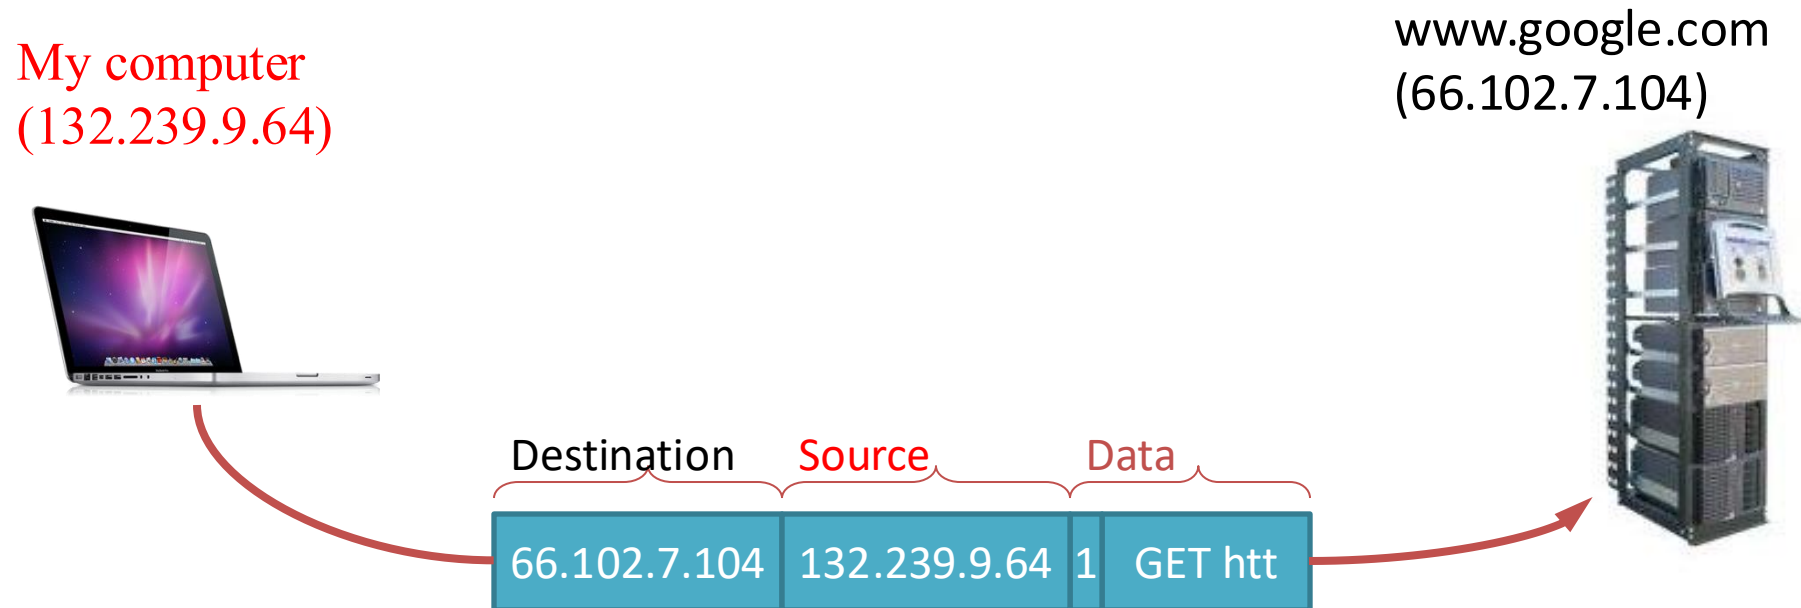 My computer
(132.239.9.64)
www.google.com
(66.102.7.104)
Destination Source Data
66.102.7.104 132.239.9.64 1 GET htt